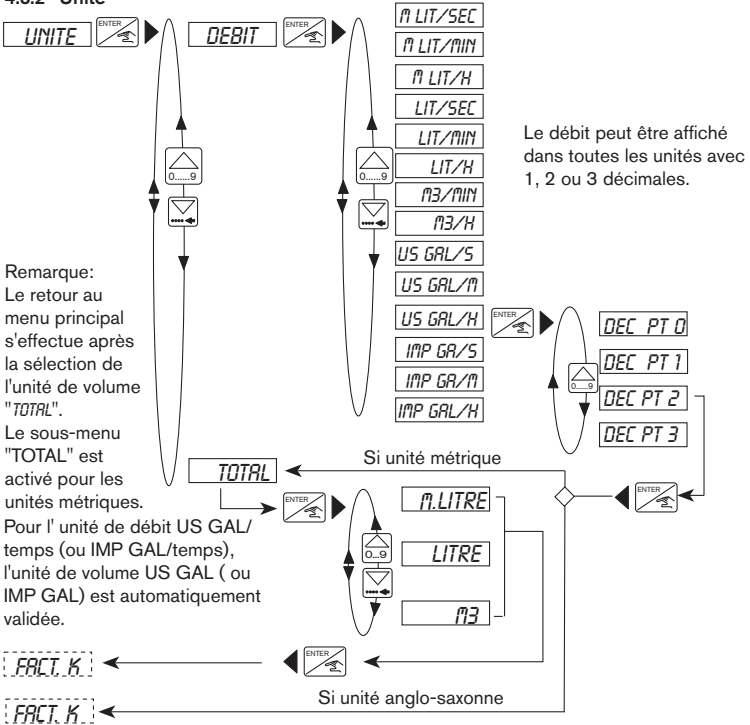 4.3.2 Unité
UNITE
ENTER
DEBIT
ENTER
M LIT/SEC
M LIT/MIN
M LIT/H
LIT/SEC
LIT/MIN
LIT/H
M3/MIN
M3/H
US GAL/S
US GAL/M
US GAL/H
IMP GA/S
IMP GA/M
IMP GAL/H
0......9
0......9
Le débit peut être affiché
dans toutes les unités avec
1, 2 ou 3 décimales.
ENTER
0...9
DEC PT 0
DEC PT 1
DEC PT 2
DEC PT 3
ENTER
Remarque:
Le retour au
menu principal
s'effectue après
la sélection de
l'unité de volume
"TOTAL".
Le sous-menu
"TOTAL" est
activé pour les
unités métriques.
Pour l' unité de débit US GAL/
temps (ou IMP GAL/temps),
l'unité de volume US GAL ( ou
IMP GAL) est automatiquement
validée.
TOTAL
Si unité métrique
ENTER
0...9
M.LITRE
LITRE
M3
FACT. K
ENTER
Si unité anglo-saxonne
FACT. K